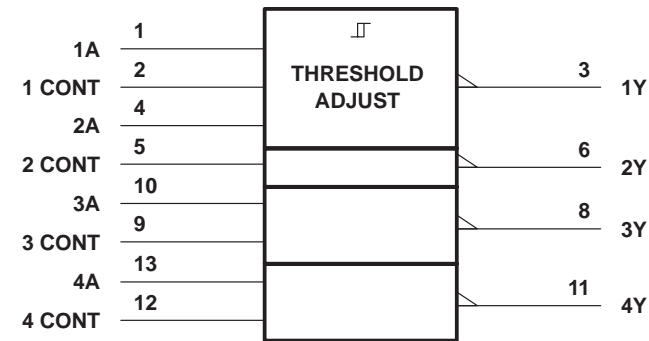 1A 1
1 CONT 2
2A 4
2 CONT 5
3A 10
3 CONT 9
4A 13
4 CONT 12
THRESHOLD
ADJUST
3 1Y
6 2Y
8 3Y
11 4Y